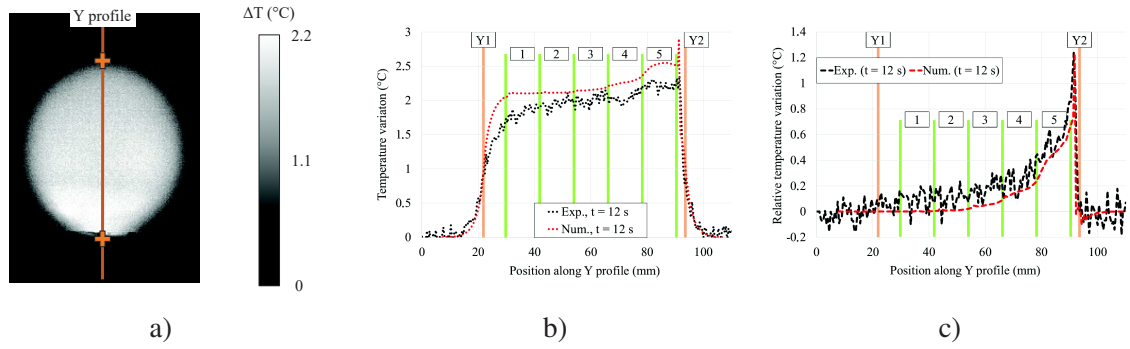 Y profile
ΔT (°C)
2.2
1.1
0
a)
3
2.5
2
1.5
1
0.5
0
Temperature variaton (°C)
Y1
1
2
3
4
5
Y2
Exp., t = 12 s
Num., t = 12 s
0
20
40
60
80
100
Position along Y profile (mm)
b)
1.4
1.2
1
0.8
0.6
0.4
0.2
0
-0.2
Relative temperature variation (°C)
Y1
Y2
Exp. (t = 12 s)
Num. (t = 12 s)
1
2
3
4
5
0
20
40
60
80
100
Position along Y profile (mm)
c)